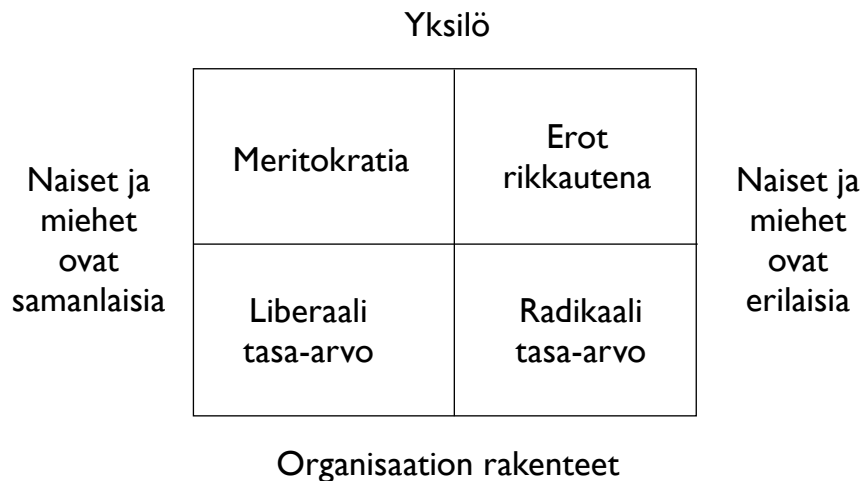 Yksilö
Naiset ja
miehet
ovat
samanlaisia
Meritokratia
Erot
rikkautena
Naiset ja
miehet
ovat
erilaisia
Liberaali
tasa-arvo
Radikaali
tasa-arvo
Organisaation rakenteet